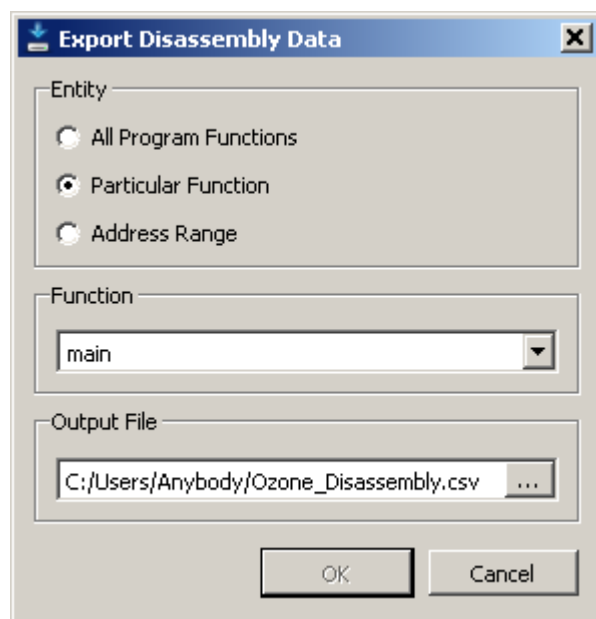 Export Disassembly Data
Entity
All Program Functions
Particular Function
Address Range
Function
main
Output File
C:/Users/Anybody/Ozone_Disassembly.csv ...
OK Cancel